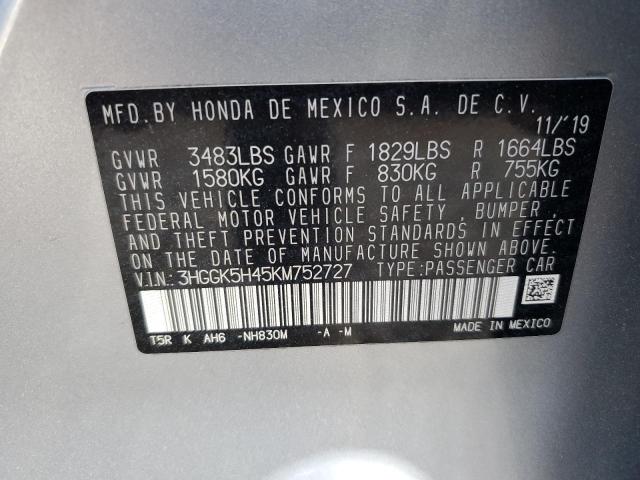 MFD. BY HONDA DE MEXICO S.A. DE C.V.
11/'19
GVWR 3483LBS GAWR F 1829LBS R 1664LBS
GVWR 1580KG GAWR F 830KG R 755KG
THIS VEHICLE CONFORMS TO ALL APPLICABLE
FEDERAL MOTOR VEHICLE SAFETY , BUMPER ,
AND THEFT PREVENTION STANDARDS IN EFFECT
ON THE DATE OF MANUFACTURE SHOWN ABOVE.
V.I.N: 3HGGK5H45KM752727 TYPE:PASSENGER CAR
T5R K AH6 -NH830M -A -M MADE IN MEXICO